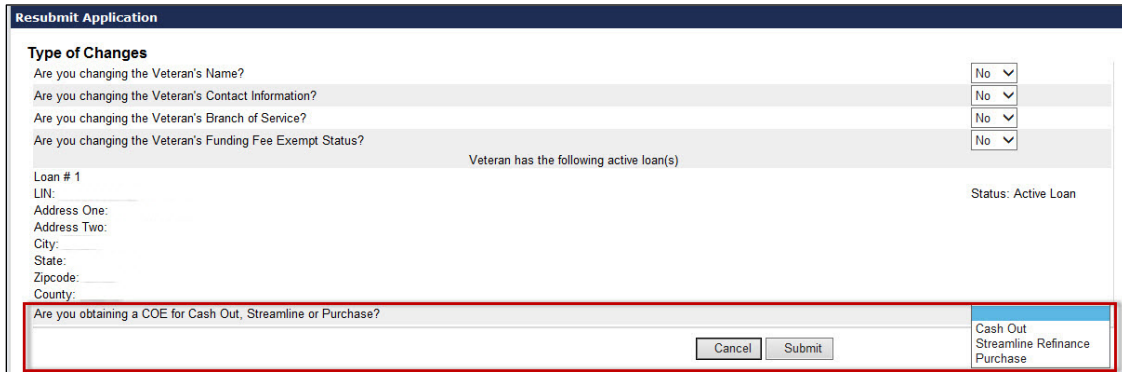 Resubmit Application
Type of Changes
Are you changing the Veteran's Name? No
Are you changing the Veteran's Contact Information? No
Are you changing the Veteran's Branch of Service? No
Are you changing the Veteran's Funding Fee Exempt Status? No
Veteran has the following active loan(s)
Loan # 1
LIN: Status: Active Loan
Address One:
Address Two:
City:
State:
Zipcode:
County:
Are you obtaining a COE for Cash Out, Streamline or Purchase?
Cash Out
Streamline Refinance
Purchase
Cancel Submit